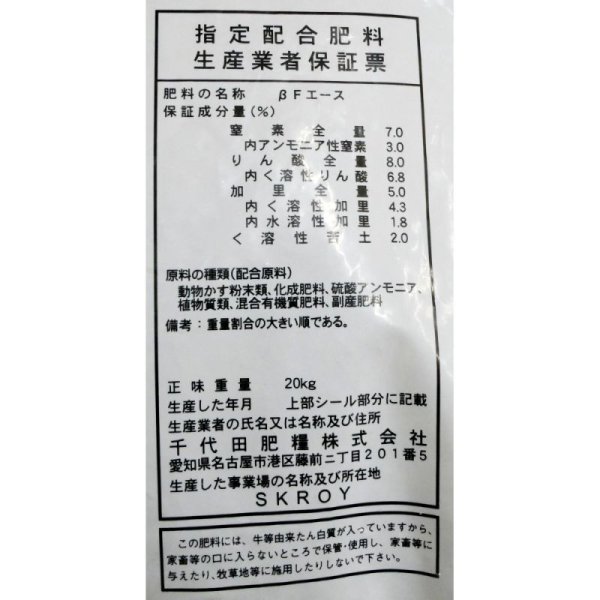 指定配合肥料
生産業者保証票
肥料の名称 βFエース
保証成分量(%)
窒素全量 7.0
内アンモニア性窒素 3.0
りん酸全量 8.0
内く溶性りん酸 6.8
加里全量 5.0
内く溶性加里 4.3
内水溶性加里 1.8
く溶性苦土 2.0
原料の種類(配合原料)
動物かす粉末類、化成肥料、硫酸アンモニア、
植物質類、混合有機質肥料、副産肥料
備考:重量割合の大きい順である。
正味重量 20kg
生産した年月 上部シール部分に記載
生産業者の氏名又は名称及び住所
千代田肥糧株式会社
愛知県名古屋市港区藤前二丁目201番5
生産した事業場の名称及び所在地
SKROY
この肥料には、牛等由来たん白質が入っていますから、
家畜等の口に入らないところで保管・使用し、家畜等に
与えたり、牧草地等に施用したりしないで下さい。